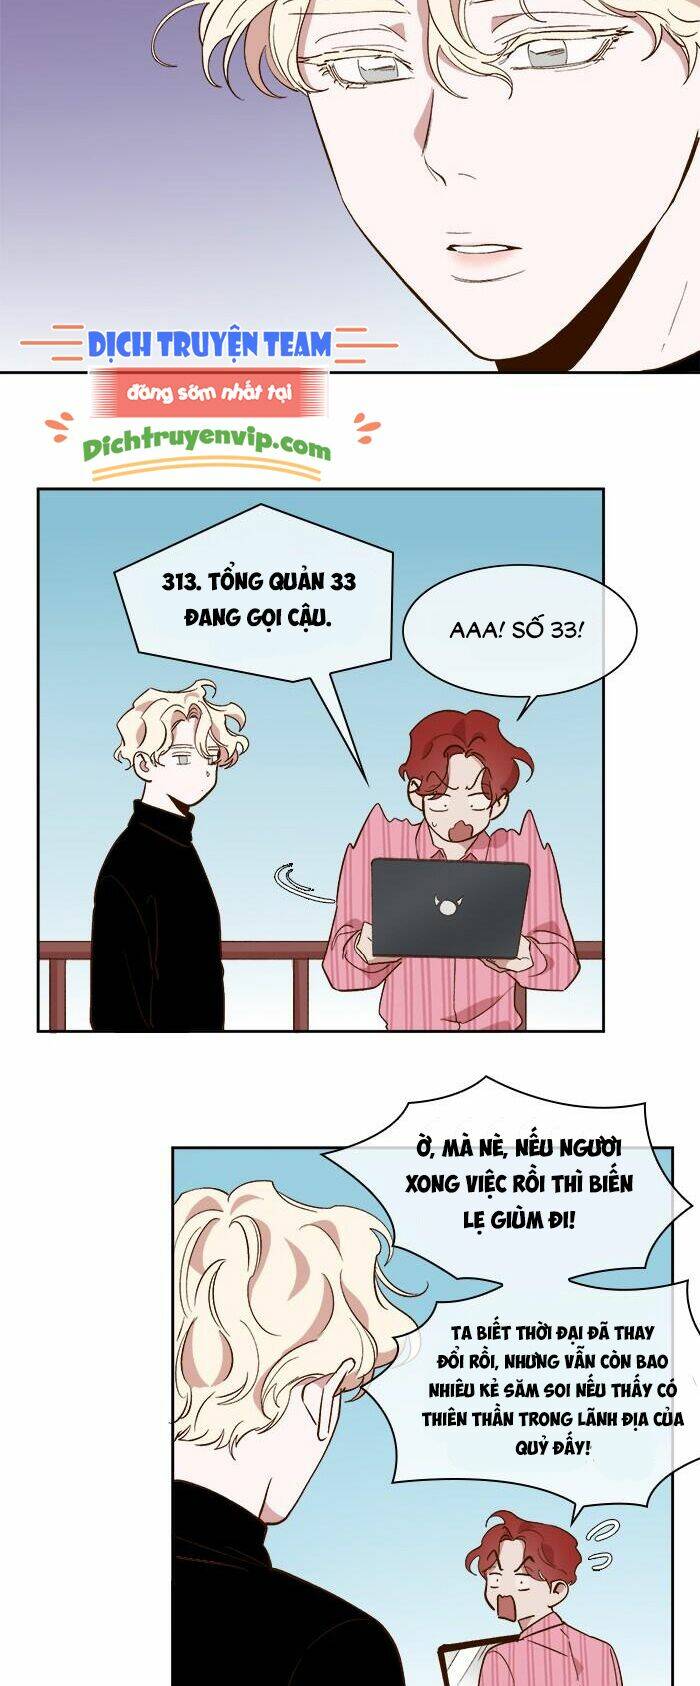 DỊCH TRUYỆN TEAM
đăng sớm nhất tại
Dichtruyenvip.com
313. TỔNG QUẢN 33
ĐANG GỌI CẬU.
AAA! SỐ 33!
Ờ, MÀ NÈ, NẾU NGƯƠI
XONG VIỆC RỒI THÌ BIẾN
LẸ GIÙM ĐI!
TA BIẾT THỜI ĐẠI ĐÃ THAY
ĐỔI RỒI, NHƯNG VẪN CÒN BAO
NHIÊU KẺ SĂM SOI NẾU THẤY CÓ
THIÊN THẦN TRONG LÃNH ĐỊA CỦA
QUỶ ĐẤY!